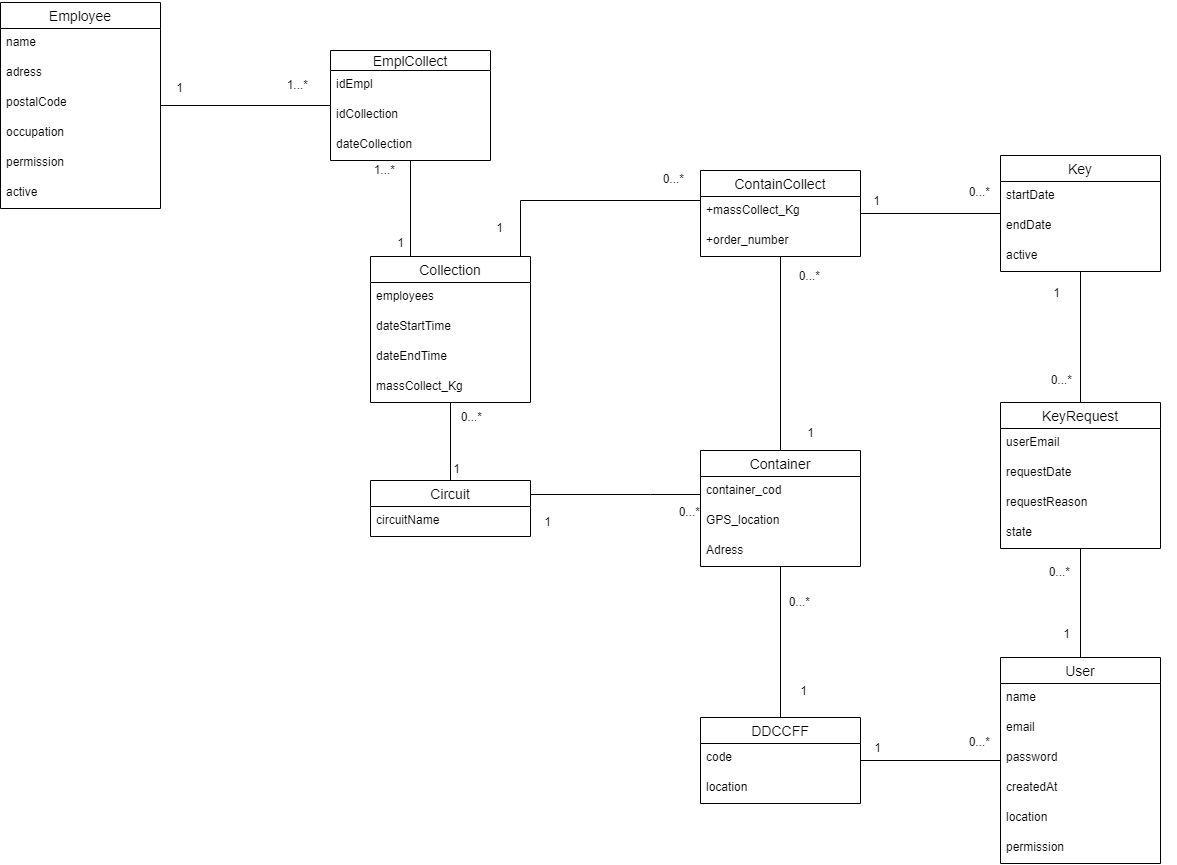 Employee
name
adress
postalCode
occupation
permission
active
1
1...*
EmplCollect
idEmpl
idCollection
dateCollection
1...*
1
Collection
employees
dateStartTime
dateEndTime
massCollect_Kg
1
0...*
ContainCollect
+massCollect_Kg
+order_number
1
0...*
Key
startDate
endDate
active
0...*
1
1
0...*
0...*
1
Circuit
circuitName
1
0...*
Container
container_cod
GPS_location
Adress
KeyRequest
userEmail
requestDate
requestReason
state
0...*
1
0...*
1
DDCCFF
code
location
1
0...*
User
name
email
password
createdAt
location
permission